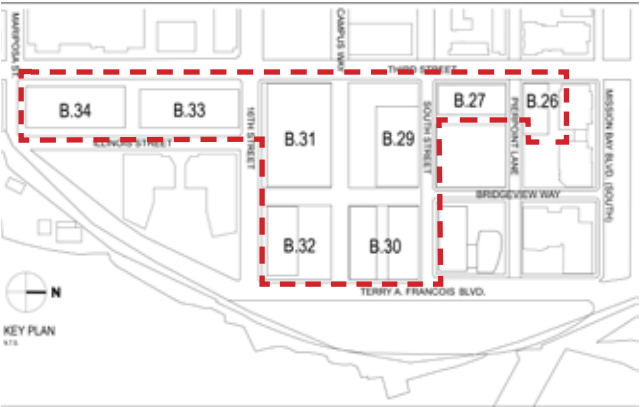 MARIPOSA ST.
CAMPUS WAY
THIRD STREET
B.34
B.33
B.31
B.29
B.27
B.26
16TH STREET
SOUTH STREET
PIERPOINT LANE
MISSION BAY BLVD. (SOUTH)
ILLINOIS STREET
BRIDGEVIEW WAY
B.32
B.30
TERRY A. FRANCOIS BLVD.
N
KEY PLAN
N.T.S.